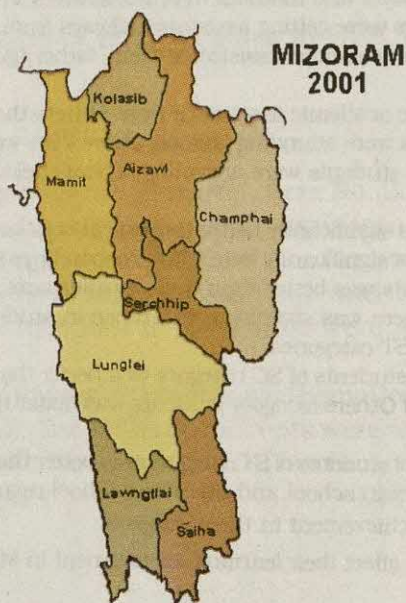 MIZORAM
2001
Kolasib
Mamit
Aizawl
Champhai
Serchhip
Lunglei
Lawngtlai
Saiha